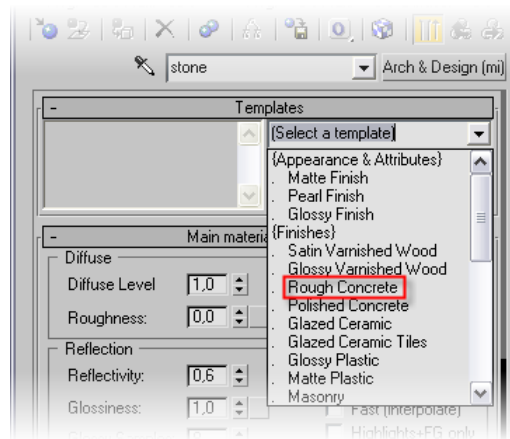 stone
Arch & Design (mi)
- Templates
(Select a template)
{Appearance & Attributes}
. Matte Finish
. Pearl Finish
. Glossy Finish
{Finishes}
. Satin Varnished Wood
. Glossy Varnished Wood
. Rough Concrete
. Polished Concrete
. Glazed Ceramic
. Glazed Ceramic Tiles
. Glossy Plastic
. Matte Plastic
. Masonry
- Main materia
Diffuse
Diffuse Level 1,0
Roughness: 0,0
Reflection
Reflectivity: 0,6
Glossiness: 1,0
Fast (interpolate)
Highlights+FG only